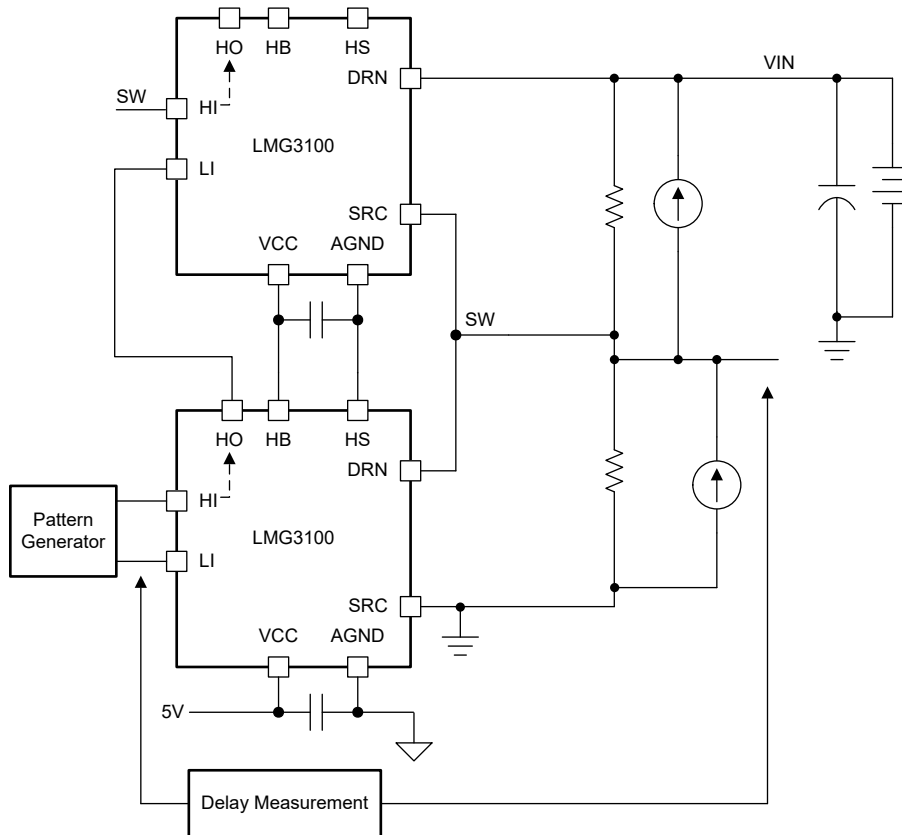 HO HB HS
DRN
VIN
SW
HI
LMG3100
LI
SRC
VCC AGND
SW
HO HB HS
DRN
HI
Pattern
Generator
LMG3100
LI
SRC
VCC AGND
5V
Delay Measurement